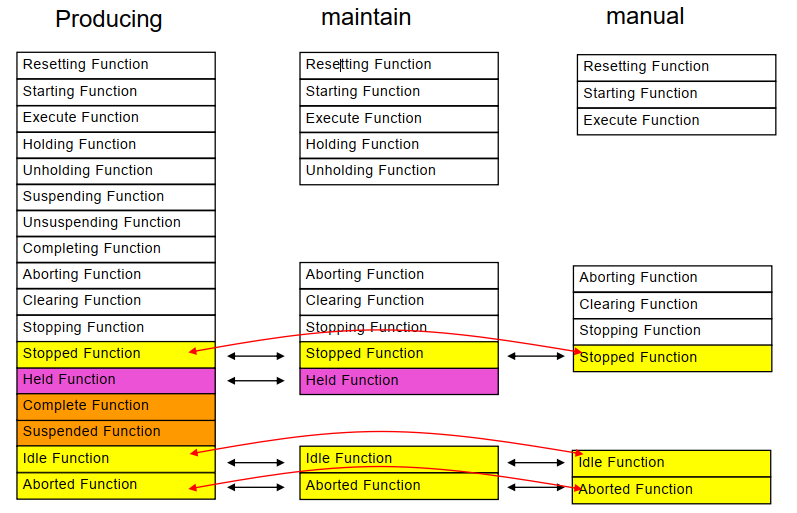 Producing
Resetting Function
Starting Function
Execute Function
Holding Function
Unholding Function
Suspending Function
Unsuspending Function
Completing Function
Aborting Function
Clearing Function
Stopping Function
Stopped Function
Held Function
Complete Function
Suspended Function
Idle Function
Aborted Function
maintain
Resetting Function
Starting Function
Execute Function
Holding Function
Unholding Function
Aborting Function
Clearing Function
Stopping Function
Stopped Function
Held Function
Idle Function
Aborted Function
manual
Resetting Function
Starting Function
Execute Function
Aborting Function
Clearing Function
Stopping Function
Stopped Function
Idle Function
Aborted Function